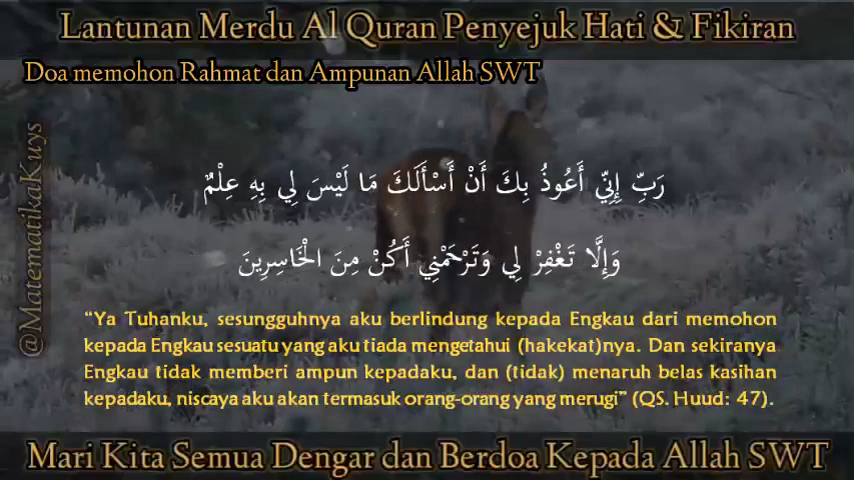 Lantunan Merdu Al Quran Penyejuk Hati & Fikiran
Doa memohon Rahmat dan Ampunan Allah SWT
@MatematikaKuys
رَبِّ إِنِّي أَعُوذُ بِكَ أَنْ أَسْأَلَكَ مَا لَيْسَ لِي بِهِ عِلْمٌ
وَإِلَّا تَغْفِرْ لِي وَتَرْحَمْنِي أَكُنْ مِنَ الْخَاسِرِينَ
“Ya Tuhanku, sesungguhnya aku berlindung kepada Engkau dari memohon
kepada Engkau sesuatu yang aku tiada mengetahui (hakekat)nya. Dan sekiranya
Engkau tidak memberi ampun kepadaku, dan (tidak) menaruh belas kasihan
kepadaku, niscaya aku akan termasuk orang-orang yang merugi” (QS. Huud: 47).
Mari Kita Semua Dengar dan Berdoa Kepada Allah SWT